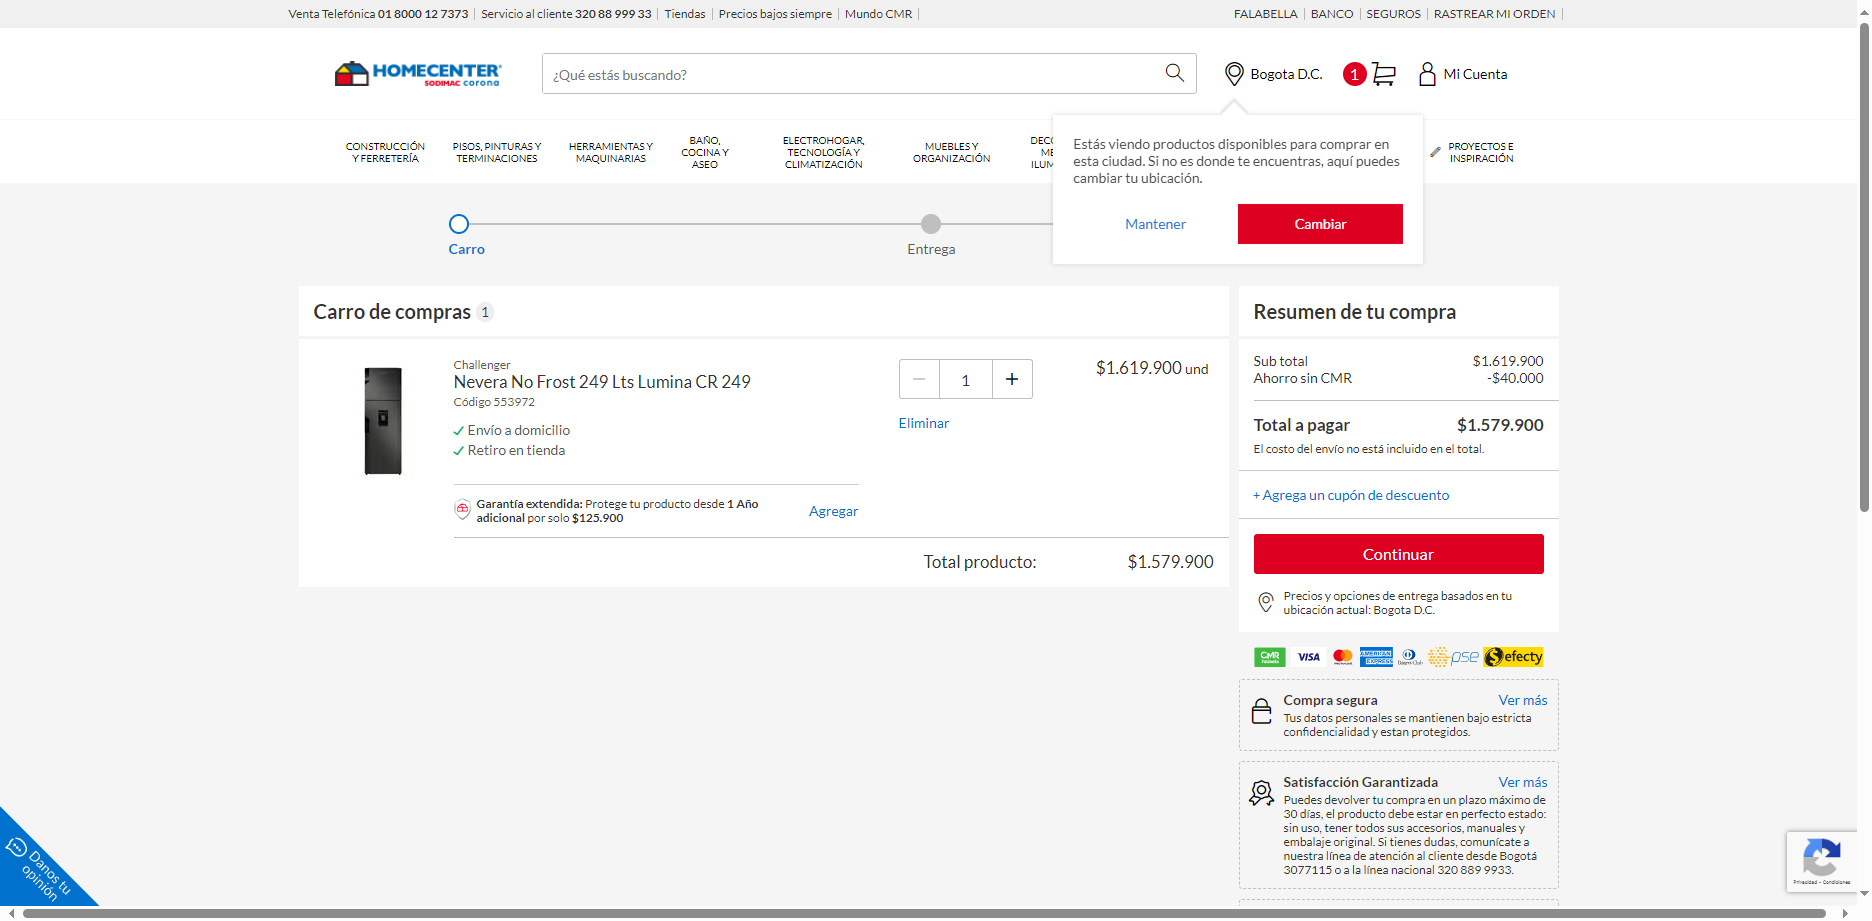 Venta Telefónica 01 8000 12 7373 Servicio al cliente 320 88 999 33 Tiendas Precios bajos siempre Mundo CMR
FALABELLA BANCO SEGUROS RASTREAR MI ORDEN
HOMECENTER
SODIMAC corona
¿Qué estás buscando?
Bogota D.C.
1
Mi Cuenta
CONSTRUCCIÓN
Y FERRETERÍA
PISOS, PINTURAS Y
TERMINACIONES
HERRAMIENTAS Y
MAQUINARIAS
BAÑO,
COCINA Y
ASEO
ELECTROHOGAR,
TECNOLOGÍA Y
CLIMATIZACIÓN
MUEBLES Y
ORGANIZACIÓN
PROYECTOS E
INSPIRACIÓN
Estás viendo productos disponibles para comprar en
esta ciudad. Si no es donde te encuentras, aquí puedes
cambiar tu ubicación.
Mantener
Cambiar
Carro
Entrega
Carro de compras 1
Challenger
Nevera No Frost 249 Lts Lumina CR 249
Código 553972
Envío a domicilio
Retiro en tienda
1
Eliminar
$1.619.900 und
Garantía extendida: Protege tu producto desde 1 Año
adicional por solo $125.900
Agregar
Total producto: $1.579.900
Resumen de tu compra
Sub total $1.619.900
Ahorro sin CMR -$40.000
Total a pagar $1.579.900
El costo del envío no está incluido en el total.
+ Agrega un cupón de descuento
Continuar
Precios y opciones de entrega basados en tu
ubicación actual: Bogota D.C.
CMR VISA AMERICAN EXPRESS pse efecty
Compra segura Ver más
Tus datos personales se mantienen bajo estricta
confidencialidad y estan protegidos.
Satisfacción Garantizada Ver más
Puedes devolver tu compra en un plazo máximo de
30 días, el producto debe estar en perfecto estado:
sin uso, tener todos sus accesorios, manuales y
embalaje original. Si tienes dudas, comunícate a
nuestra línea de atención al cliente desde Bogotá
3077115 o a la línea nacional 320 889 9933.
Danos tu
opinión
Privacidad - Condiciones